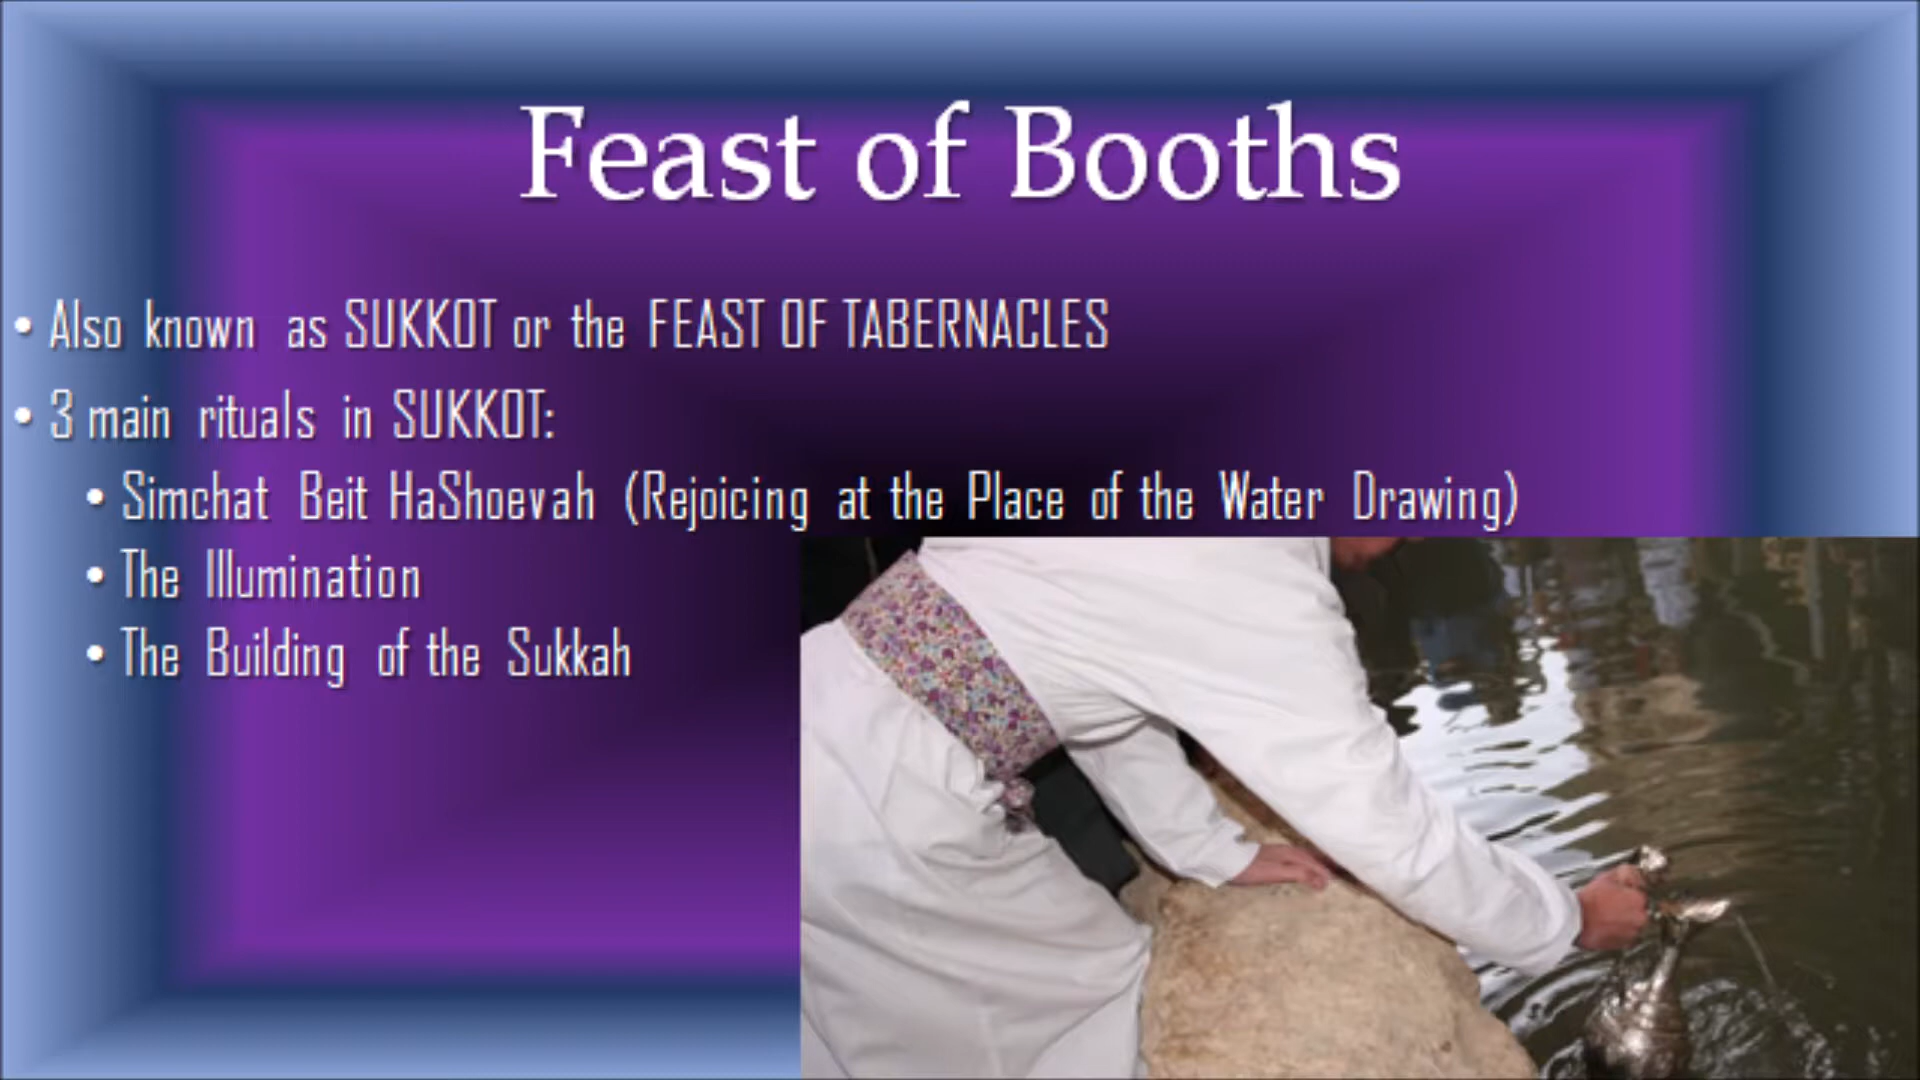 Feast of Booths
• Also known as SUKKOT or the FEAST OF TABERNACLES
• 3 main rituals in SUKKOT:
• Simchat Beit HaShoevah (Rejoicing at the Place of the Water Drawing)
• The Illumination
• The Building of the Sukkah